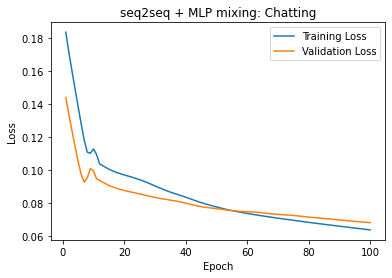 seq2seq + MLP mixing: Chatting
Training Loss
Validation Loss
0.18
0.16
0.14
0.12
0.10
0.08
0.06
Loss
0 20 40 60 80 100
Epoch